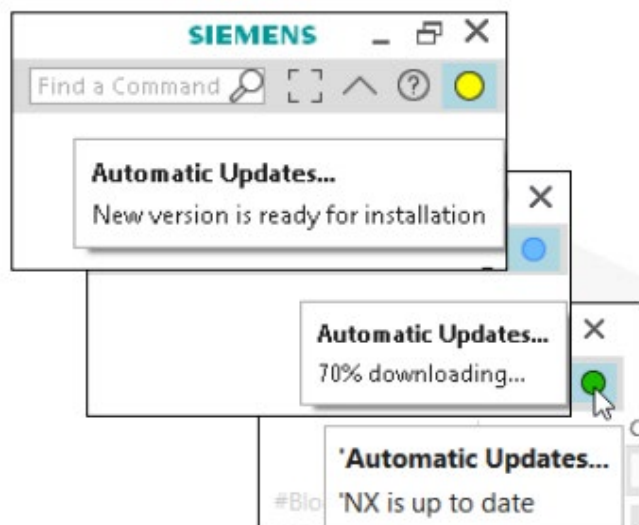 SIEMENS
Find a Command
Automatic Updates...
New version is ready for installation
Automatic Updates...
70% downloading...
'Automatic Updates...
'NX is up to date
#Blo